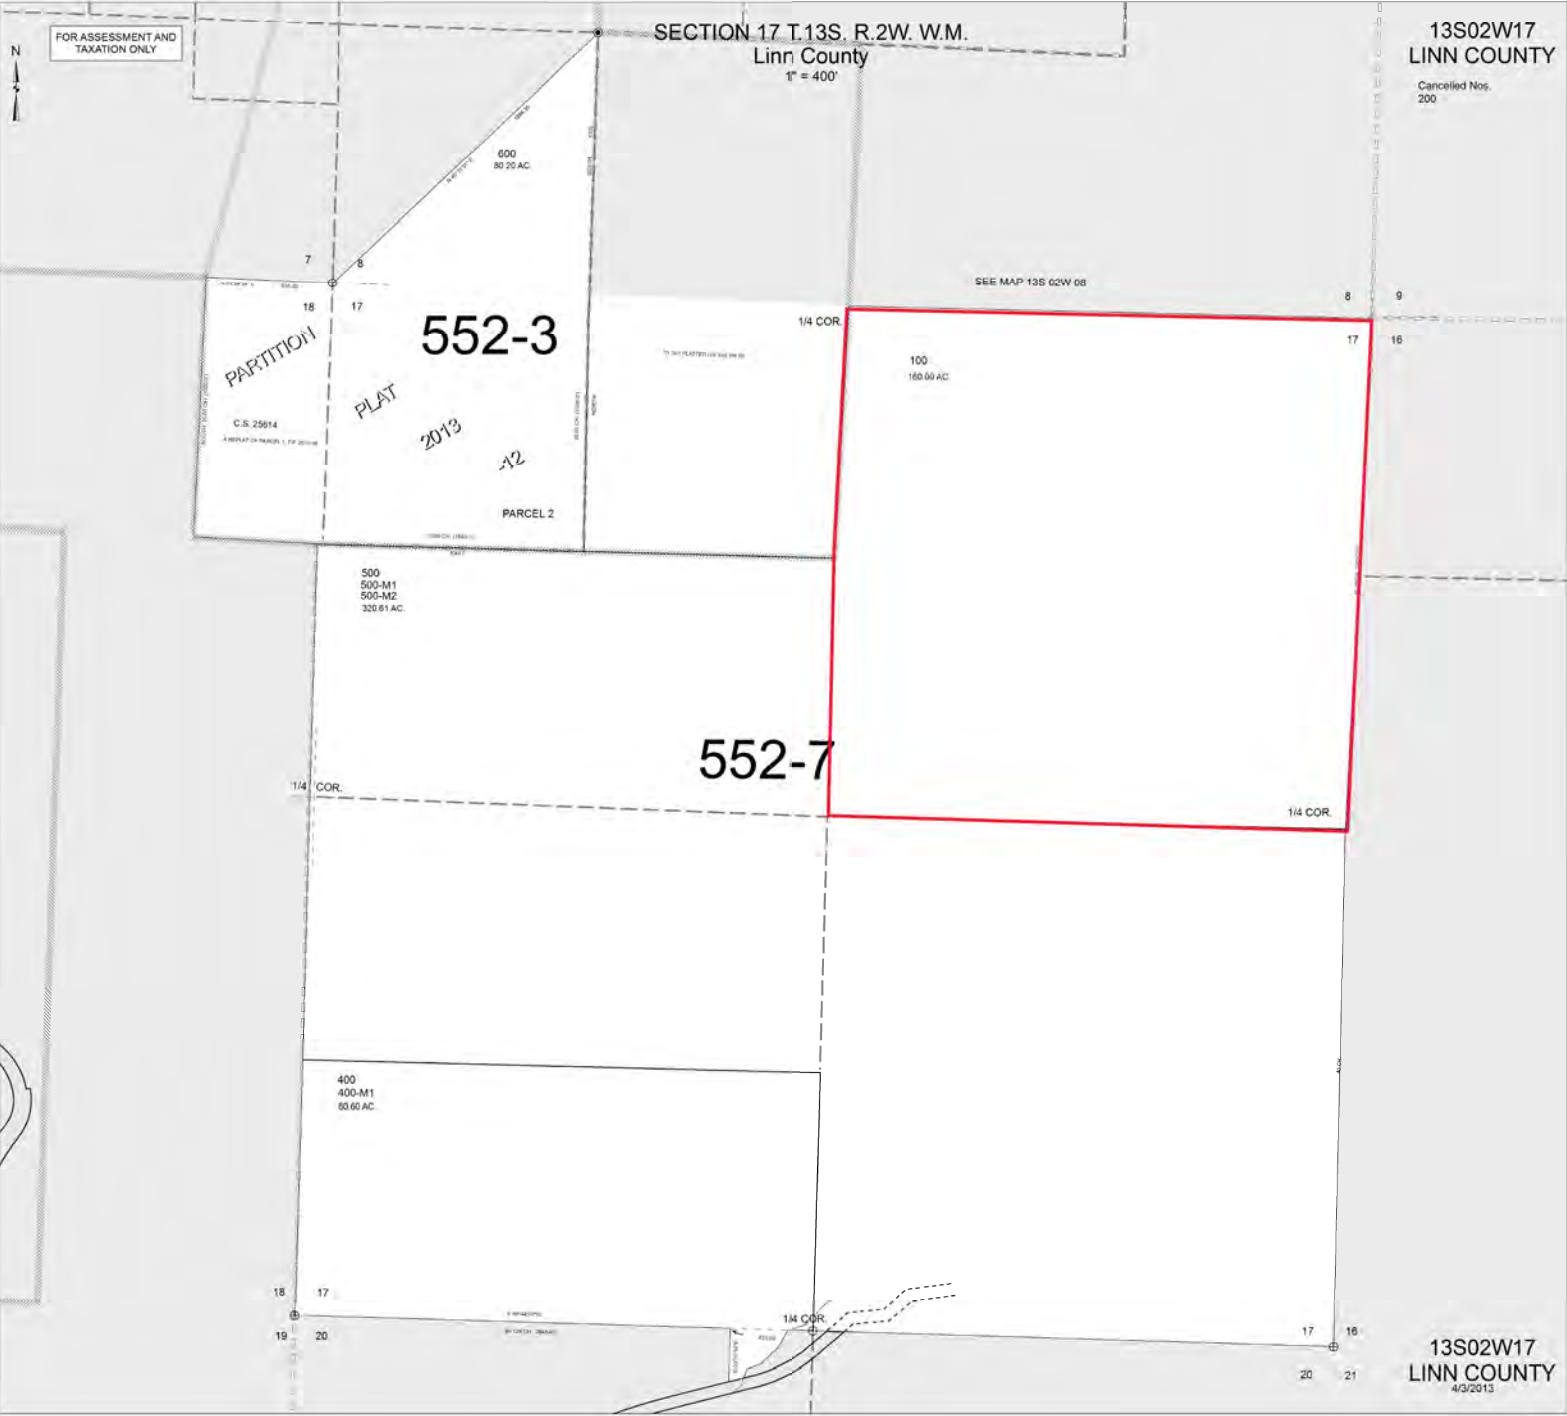 FOR ASSESSMENT AND
TAXATION ONLY
N
SECTION 17 T.13S. R.2W. W.M.
Linn County
1" = 400'
13S02W17
LINN COUNTY
Cancelled Nos.
200
600
80.20 AC.
7
8
18
17
SEE MAP 13S 02W 08
8
9
17
16
1/4 COR.
552-3
PARTITION
PLAT
2013
-12
C.S. 25614
PARCEL 2
100
160.00 AC.
EAST
NORTH
500
500-M1
500-M2
320.61 AC.
552-7
1/4 COR.
1/4 COR.
400
400-M1
80.60 AC.
18
17
19
20
1/4 COR.
17
16
20
21
13S02W17
LINN COUNTY
4/3/2013